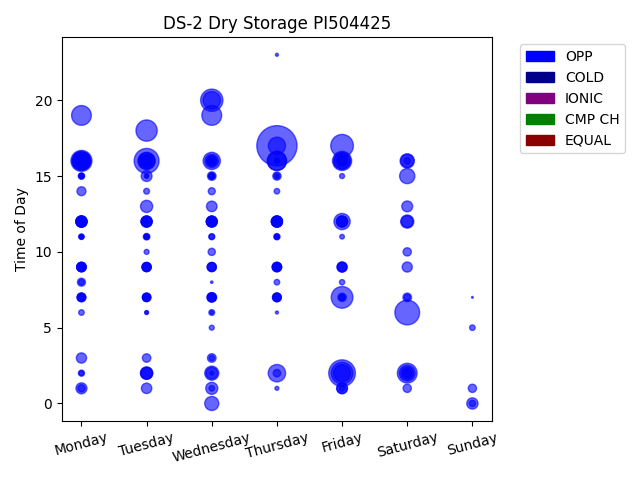 DS-2 Dry Storage PI504425
OPP
COLD
IONIC
CMP CH
EQUAL
Time of Day
20
15
10
5
0
Monday
Tuesday
Wednesday
Thursday
Friday
Saturday
Sunday